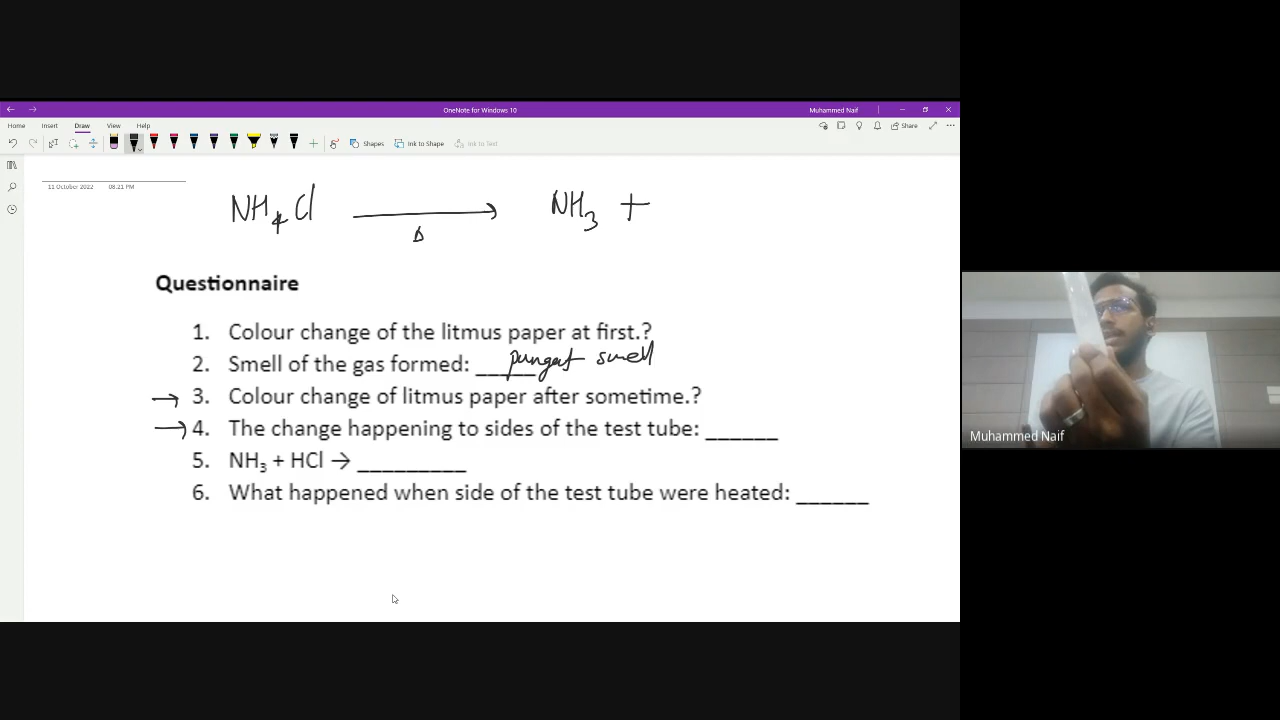 OneNote for Windows 10
Muhammed Naif
Home Insert Draw View Help
Share
Shapes Ink to Shape Ink to Text
11 October 2022 08:21 PM
NH4Cl → NH3 +
Δ
Questionnaire
1. Colour change of the litmus paper at first.?
2. Smell of the gas formed: _____ pungat smell
→ 3. Colour change of litmus paper after sometime.?
→ 4. The change happening to sides of the test tube: ______
5. NH3 + HCl → _________
6. What happened when side of the test tube were heated: ______
Muhammed Naif